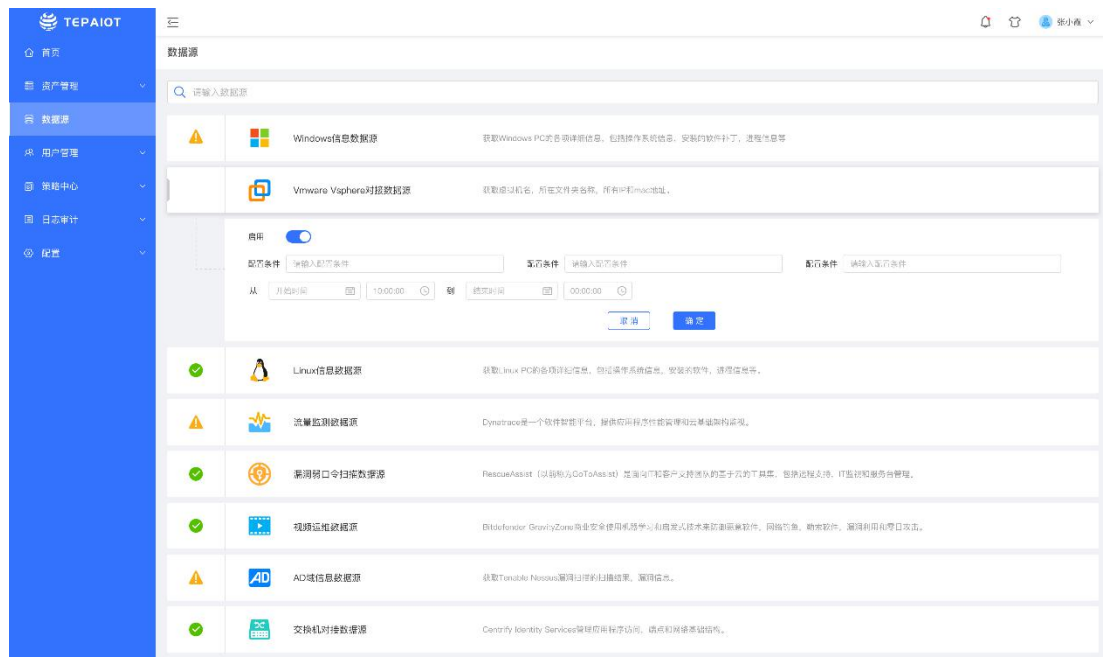 TEPAIOT
张小雨
首页
数据源
资产管理
请输入数据源
数据源
Windows信息数据源
获取Windows PC的各项详细信息，包括操作系统信息、安装的软件补丁，进程信息等
用户管理
策略中心
Vmware Vsphere对接数据源
获取虚拟机名，所在文件夹名称，所有IP和mac地址。
日志审计
启用
配置
配置条件
请输入配置条件
配置条件
请输入配置条件
配置条件
请输入配置条件
从
开始时间
10:00:00
到
结束时间
00:00:00
取消
确定
Linux信息数据源
获取Linux PC的各项详细信息，包括操作系统信息，安装的软件，进程信息等。
流量监测数据源
Dynatrace是一个软件智能平台，提供应用程序性能管理和云基础架构监视。
漏洞弱口令扫描数据源
RescueAssist（以前称为GoToAssist）是面向IT和客户支持团队的基于云的工具集，包括远程支持、IT监视和服务台管理。
视频运维数据源
Bitdefender GravityZone商业安全使用机器学习和启发式技术来防御恶意软件，网络钓鱼，勒索软件，漏洞利用和零日攻击。
AD域信息数据源
获取Tenable Nessus漏洞扫描的扫描结果，漏洞信息。
交换机对接数据源
Centrify Identity Services管理应用程序访问，端点和网络基础结构。